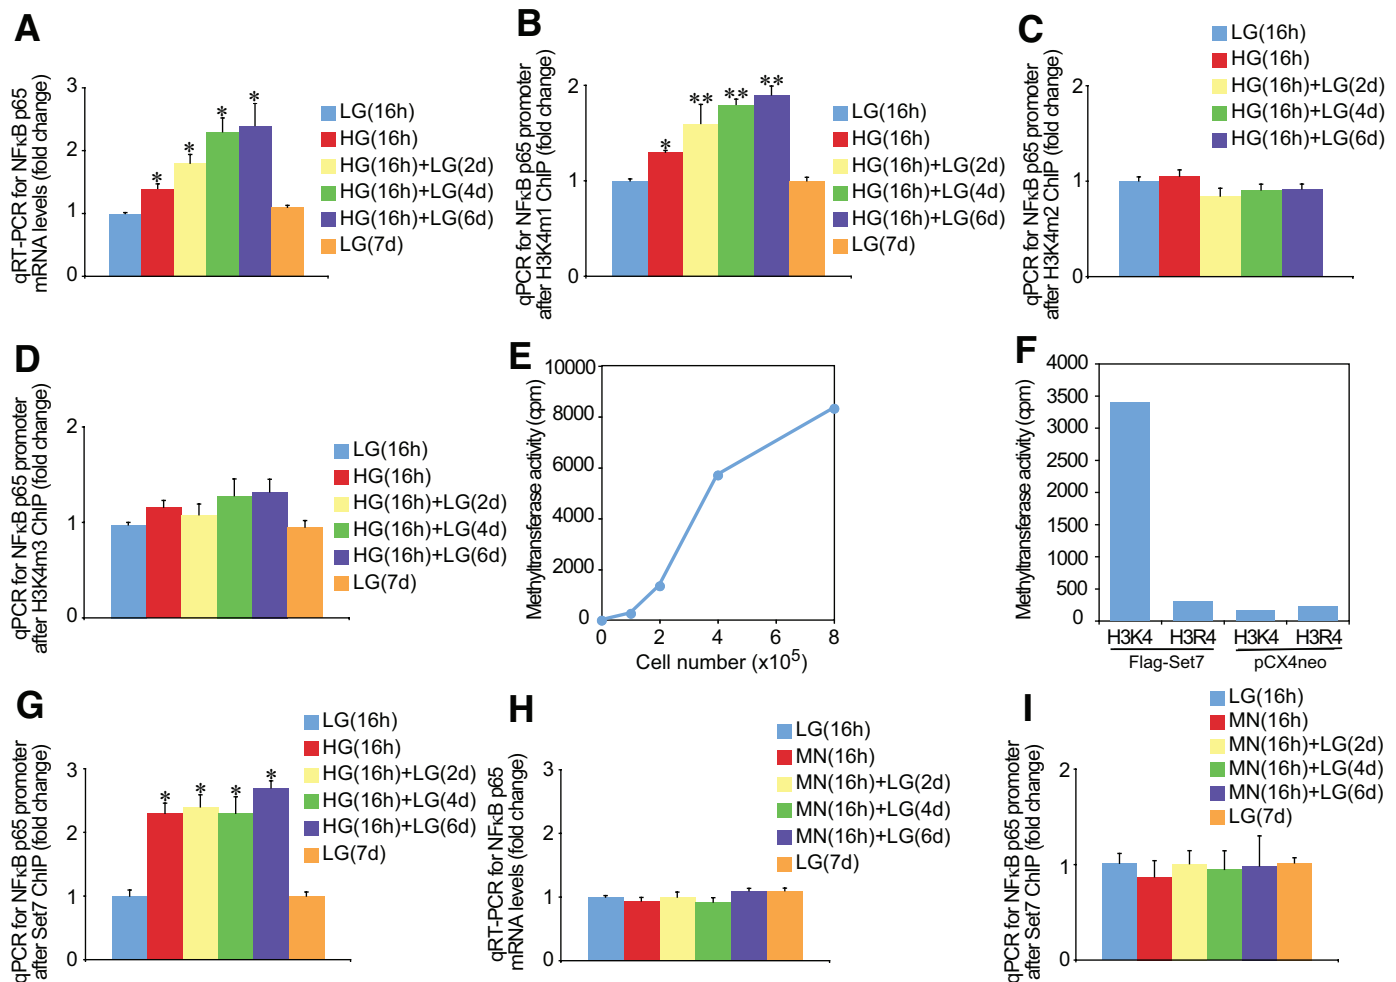 A
qRT-PCR for NFκB p65
mRNA levels (fold change)
3
2
1
0
*
*
*
*
LG(16h)
HG(16h)
HG(16h)+LG(2d)
HG(16h)+LG(4d)
HG(16h)+LG(6d)
LG(7d)
B
qPCR for NFκB p65 promoter
after H3K4m1 ChIP (fold change)
2
1
0
*
**
**
**
LG(16h)
HG(16h)
HG(16h)+LG(2d)
HG(16h)+LG(4d)
HG(16h)+LG(6d)
LG(7d)
C
qPCR for NFκB p65 promoter
after H3K4m2 ChIP (fold change)
2
1
0
LG(16h)
HG(16h)
HG(16h)+LG(2d)
HG(16h)+LG(4d)
HG(16h)+LG(6d)
D
qPCR for NFκB p65 promoter
after H3K4m3 ChIP (fold change)
2
1
0
LG(16h)
HG(16h)
HG(16h)+LG(2d)
HG(16h)+LG(4d)
HG(16h)+LG(6d)
LG(7d)
E
Methyltransferase activity (cpm)
10000
8000
6000
4000
2000
0
0 2 4 6 8
Cell number (x10⁵)
F
Methyltransferase activity (cpm)
4000
3500
3000
2500
2000
1500
1000
500
0
H3K4 H3R4 H3K4 H3R4
Flag-Set7 pCX4neo
G
qPCR for NFκB p65 promoter
after Set7 ChIP (fold change)
3
2
1
0
*
*
*
*
LG(16h)
HG(16h)
HG(16h)+LG(2d)
HG(16h)+LG(4d)
HG(16h)+LG(6d)
LG(7d)
H
qRT-PCR for NFκB p65
mRNA levels (fold change)
3
2
1
0
LG(16h)
MN(16h)
MN(16h)+LG(2d)
MN(16h)+LG(4d)
MN(16h)+LG(6d)
LG(7d)
I
qPCR for NFκB p65 promoter
after Set7 ChIP (fold change)
2
1
0
LG(16h)
MN(16h)
MN(16h)+LG(2d)
MN(16h)+LG(4d)
MN(16h)+LG(6d)
LG(7d)